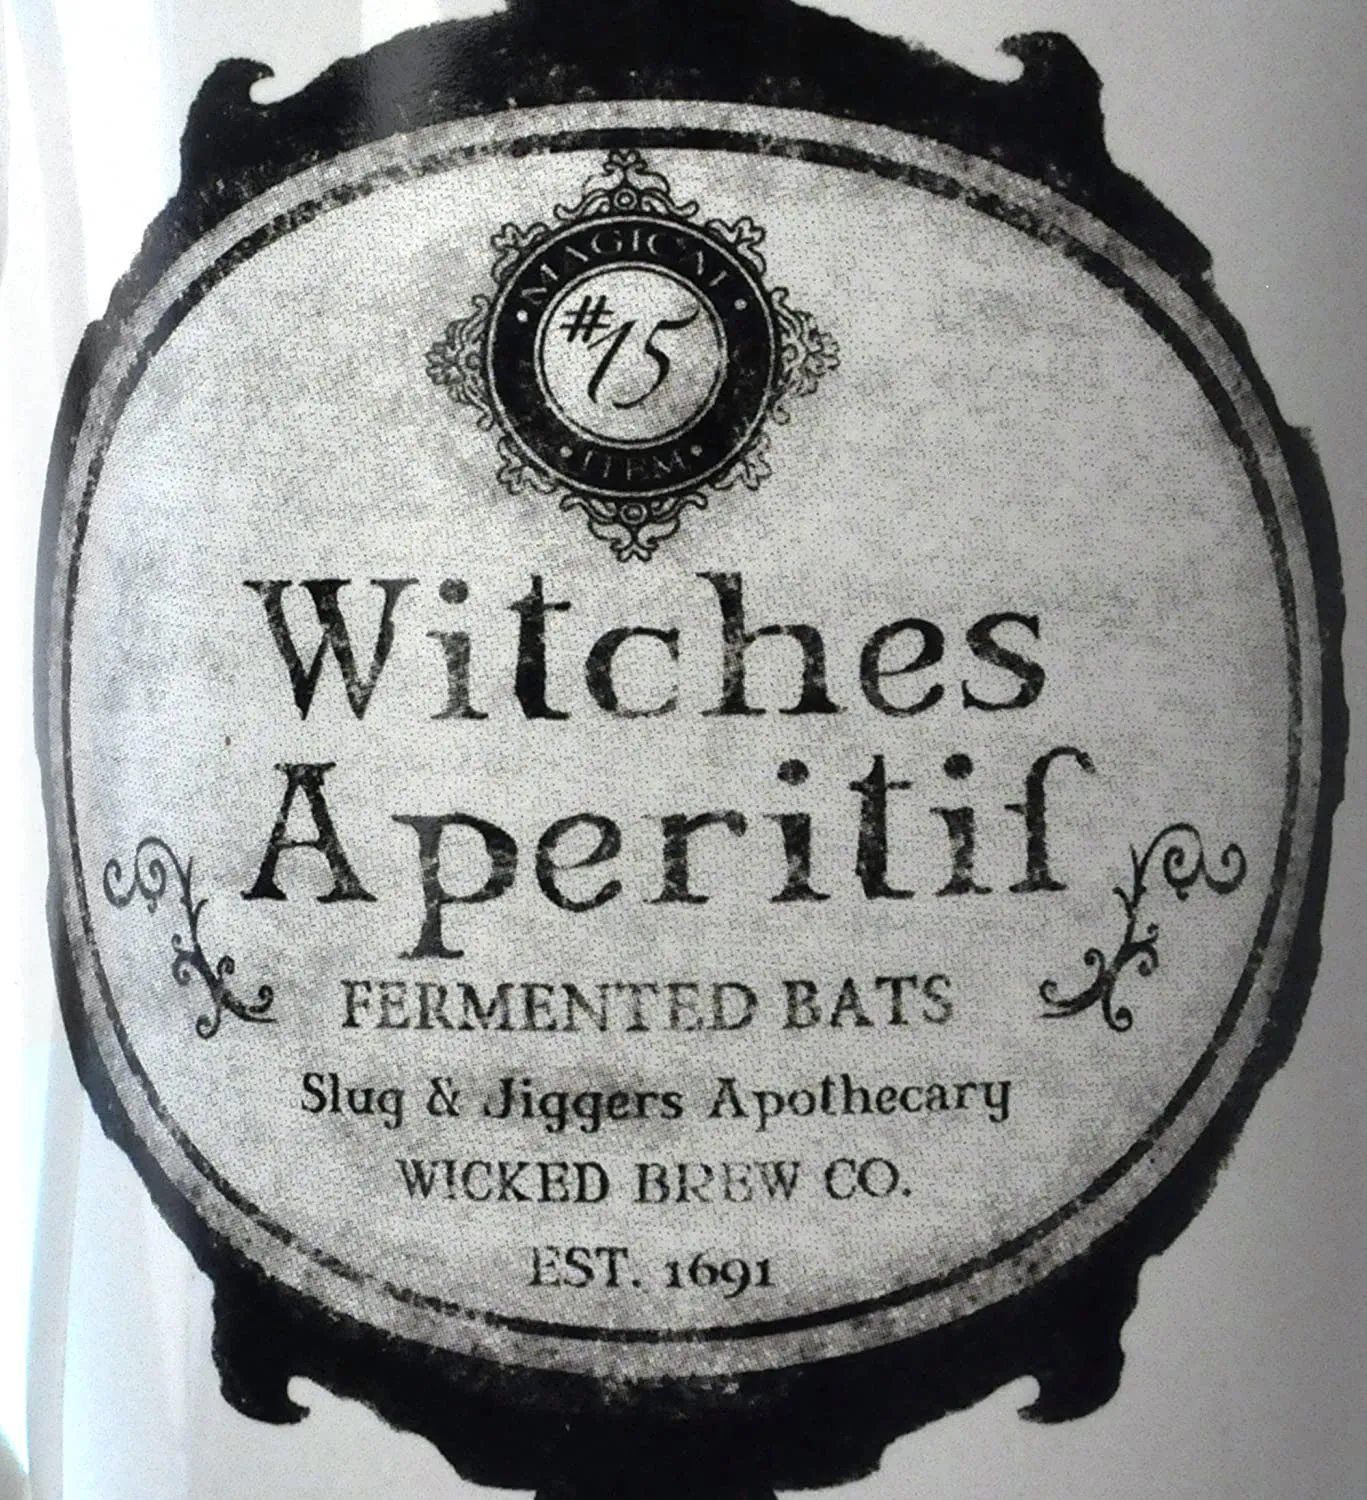 MAGICAL
#15
ITEM
Witches
Aperitif
FERMENTED BATS
Slug & Jiggers Apothecary
WICKED BREW CO.
EST. 1691